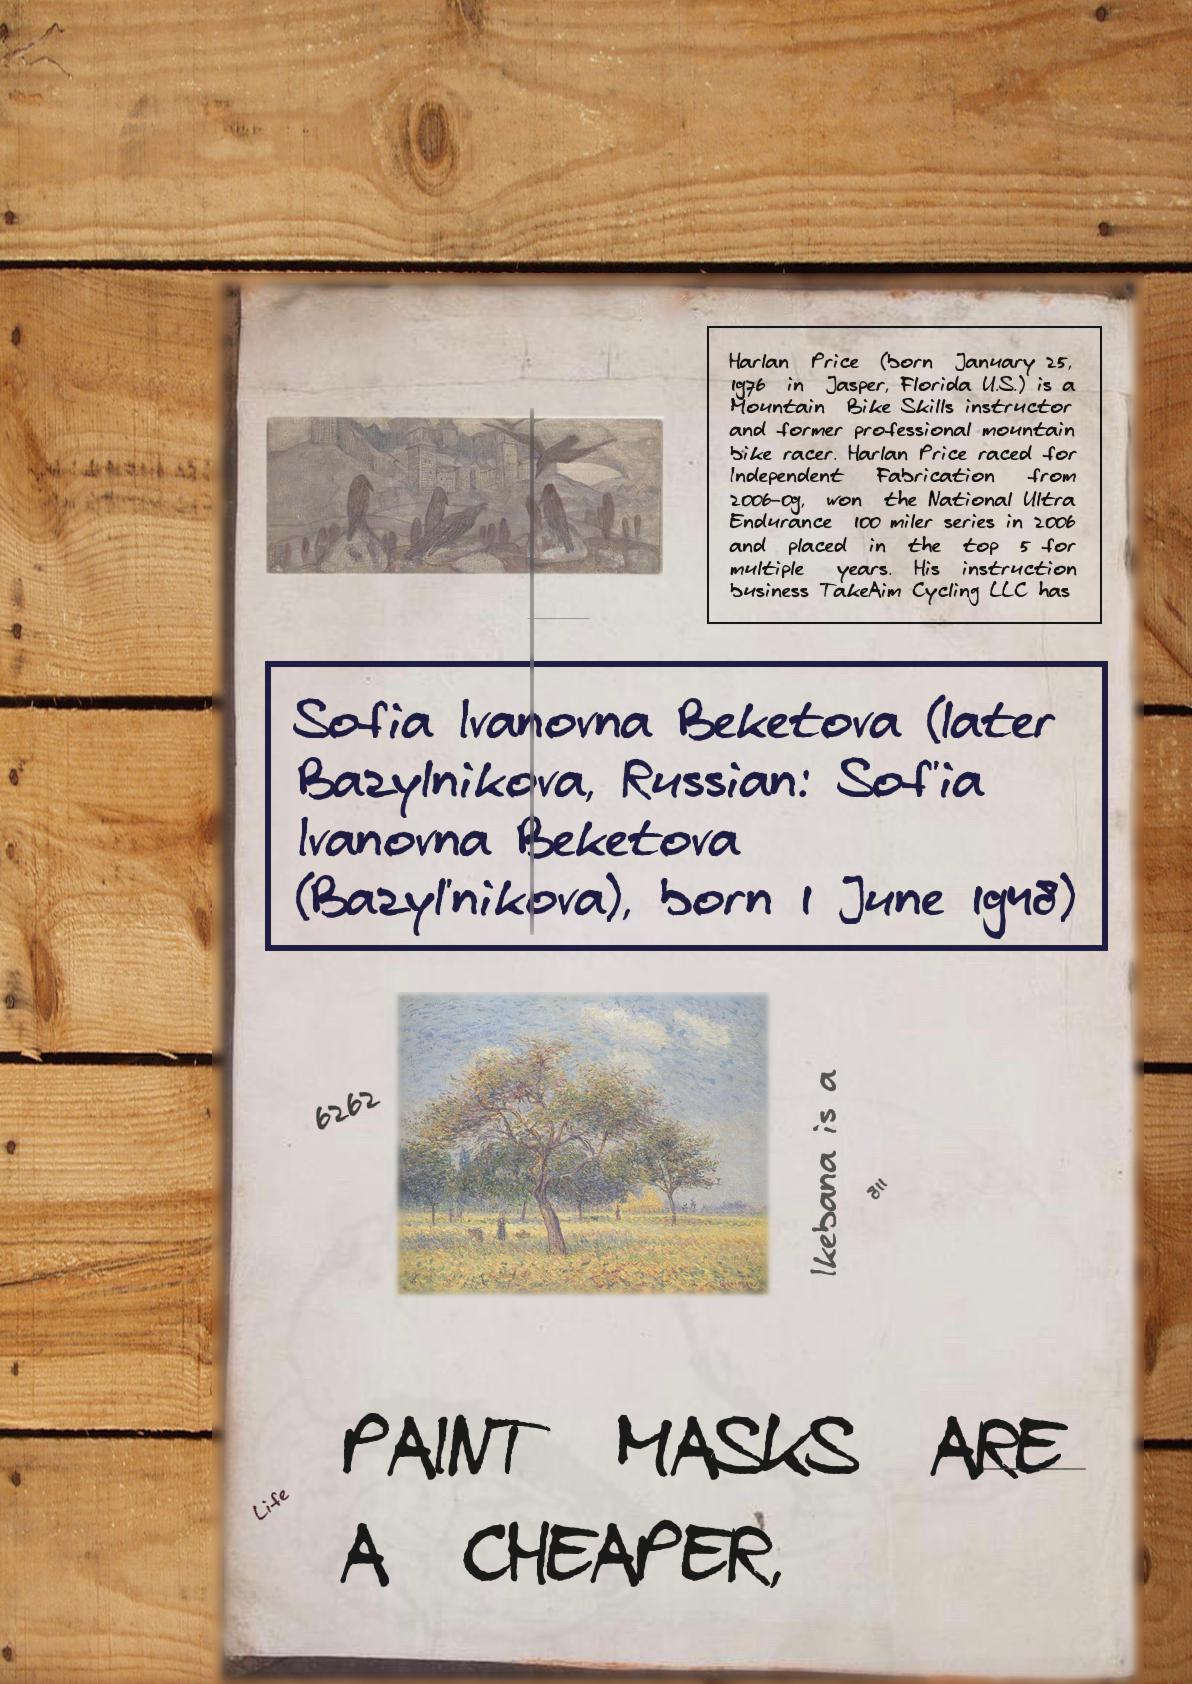 Harlan Price (born January 25,
1976 in Jasper, Florida U.S.) is a
Mountain Bike Skills instructor
and former professional mountain
bike racer. Harlan Price raced for
Independent Fabrication from
2006-09, won the National Ultra
Endurance 100 miler series in 2006
and placed in the top 5 for
multiple years. His instruction
business TakeAim Cycling LLC has
Sofia Ivanovna Beketova (later
Bazylnikova, Russian: Sof'ia
Ivanovna Beketova
(Bazyl'nikova), born 1 June 1948)
6262
Ikebana is a
811
PAINT MASKS ARE
A CHEAPER,
Life